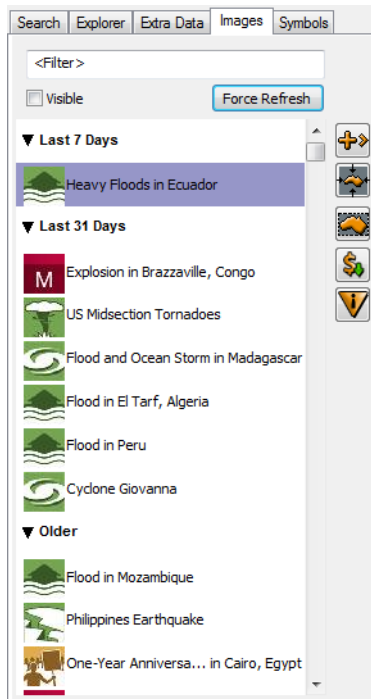 Search Explorer Extra Data Images Symbols
<Filter>
Visible Force Refresh
Last 7 Days
Heavy Floods in Ecuador
Last 31 Days
M Explosion in Brazzaville, Congo
US Midsection Tornadoes
Flood and Ocean Storm in Madagascar
Flood in El Tarf, Algeria
Flood in Peru
Cyclone Giovanna
Older
Flood in Mozambique
Philippines Earthquake
One-Year Anniversa... in Cairo, Egypt